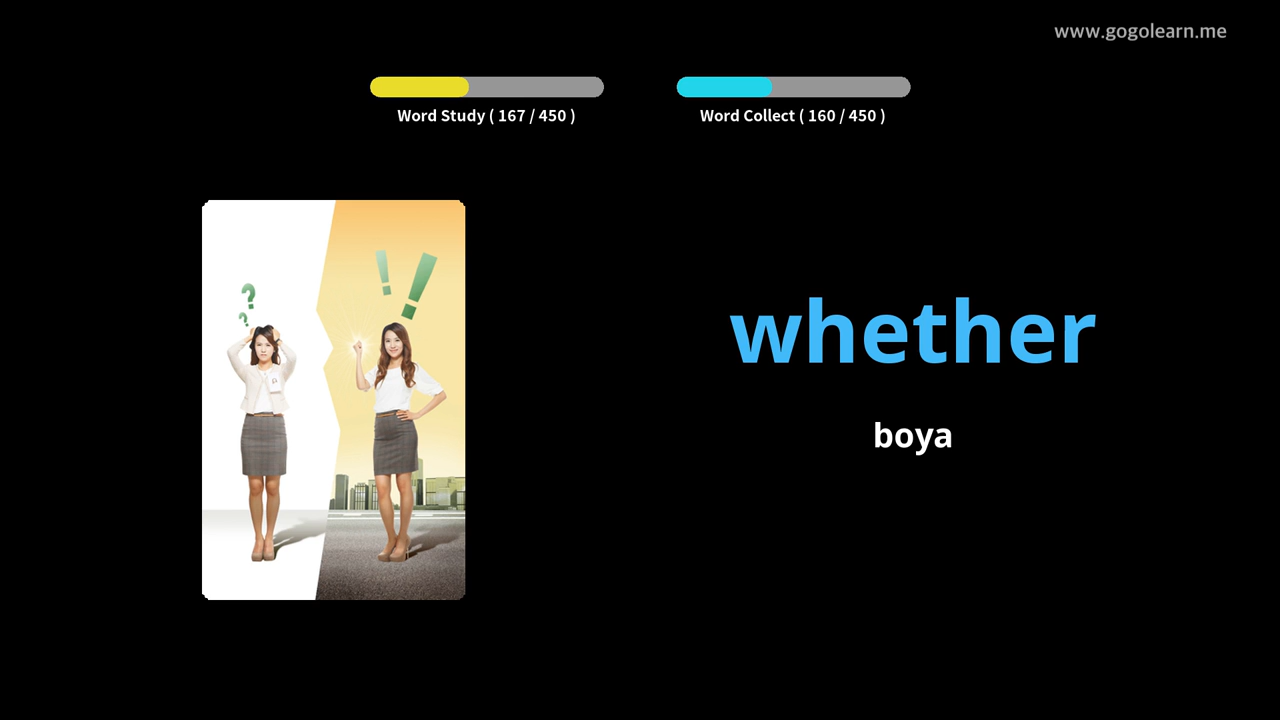 www.gogolearn.me
Word Study ( 167 / 450 )
Word Collect ( 160 / 450 )
? ?
! !
whether
boya